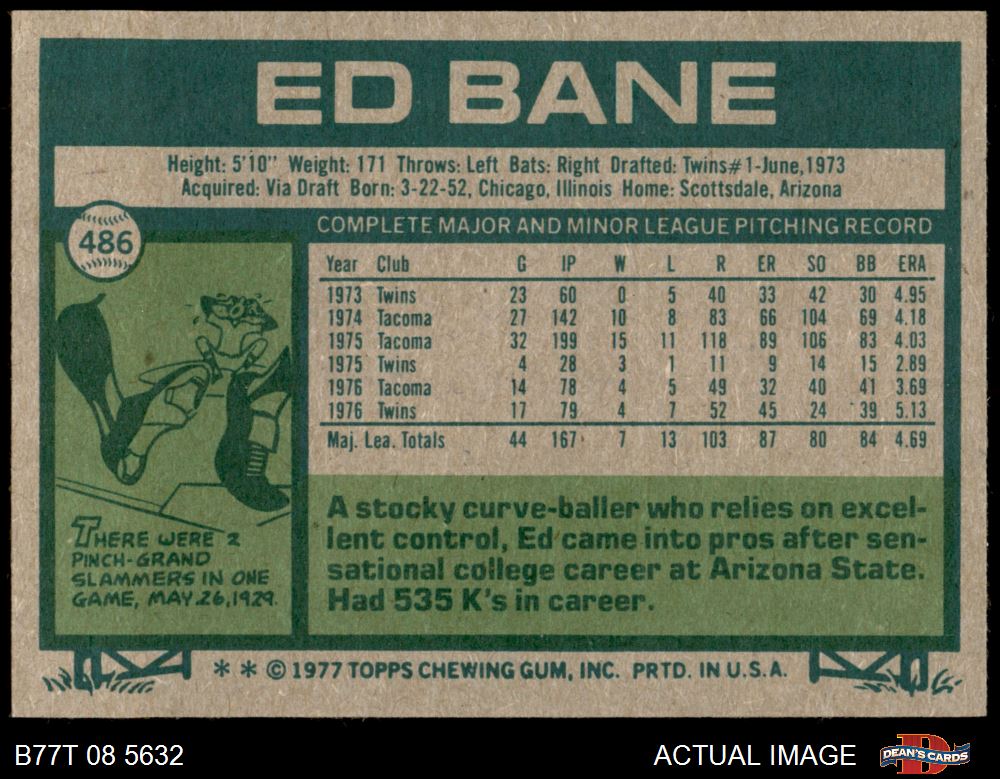 ED BANE
Height: 5'10" Weight: 171 Throws: Left Bats: Right Drafted: Twins#1-June,1973
Acquired: Via Draft Born: 3-22-52, Chicago, Illinois Home: Scottsdale, Arizona
486
COMPLETE MAJOR AND MINOR LEAGUE PITCHING RECORD
Year Club G IP W L R ER SO BB ERA
1973 Twins 23 60 0 5 40 33 42 30 4.95
1974 Tacoma 27 142 10 8 83 66 104 69 4.18
1975 Tacoma 32 199 15 11 118 89 106 83 4.03
1975 Twins 4 28 3 1 11 9 14 15 2.89
1976 Tacoma 14 78 4 5 49 32 40 41 3.69
1976 Twins 17 79 4 7 52 45 24 39 5.13
Maj. Lea. Totals 44 167 7 13 103 87 80 84 4.69
THERE WERE 2
PINCH-GRAND
SLAMMERS IN ONE
GAME, MAY 26, 1929.
A stocky curve-baller who relies on excel-
lent control, Ed came into pros after sen-
sational college career at Arizona State.
Had 535 K's in career.
* * © 1977 TOPPS CHEWING GUM, INC. PRTD. IN U.S.A.
B77T 08 5632
ACTUAL IMAGE
DEAN'S CARDS